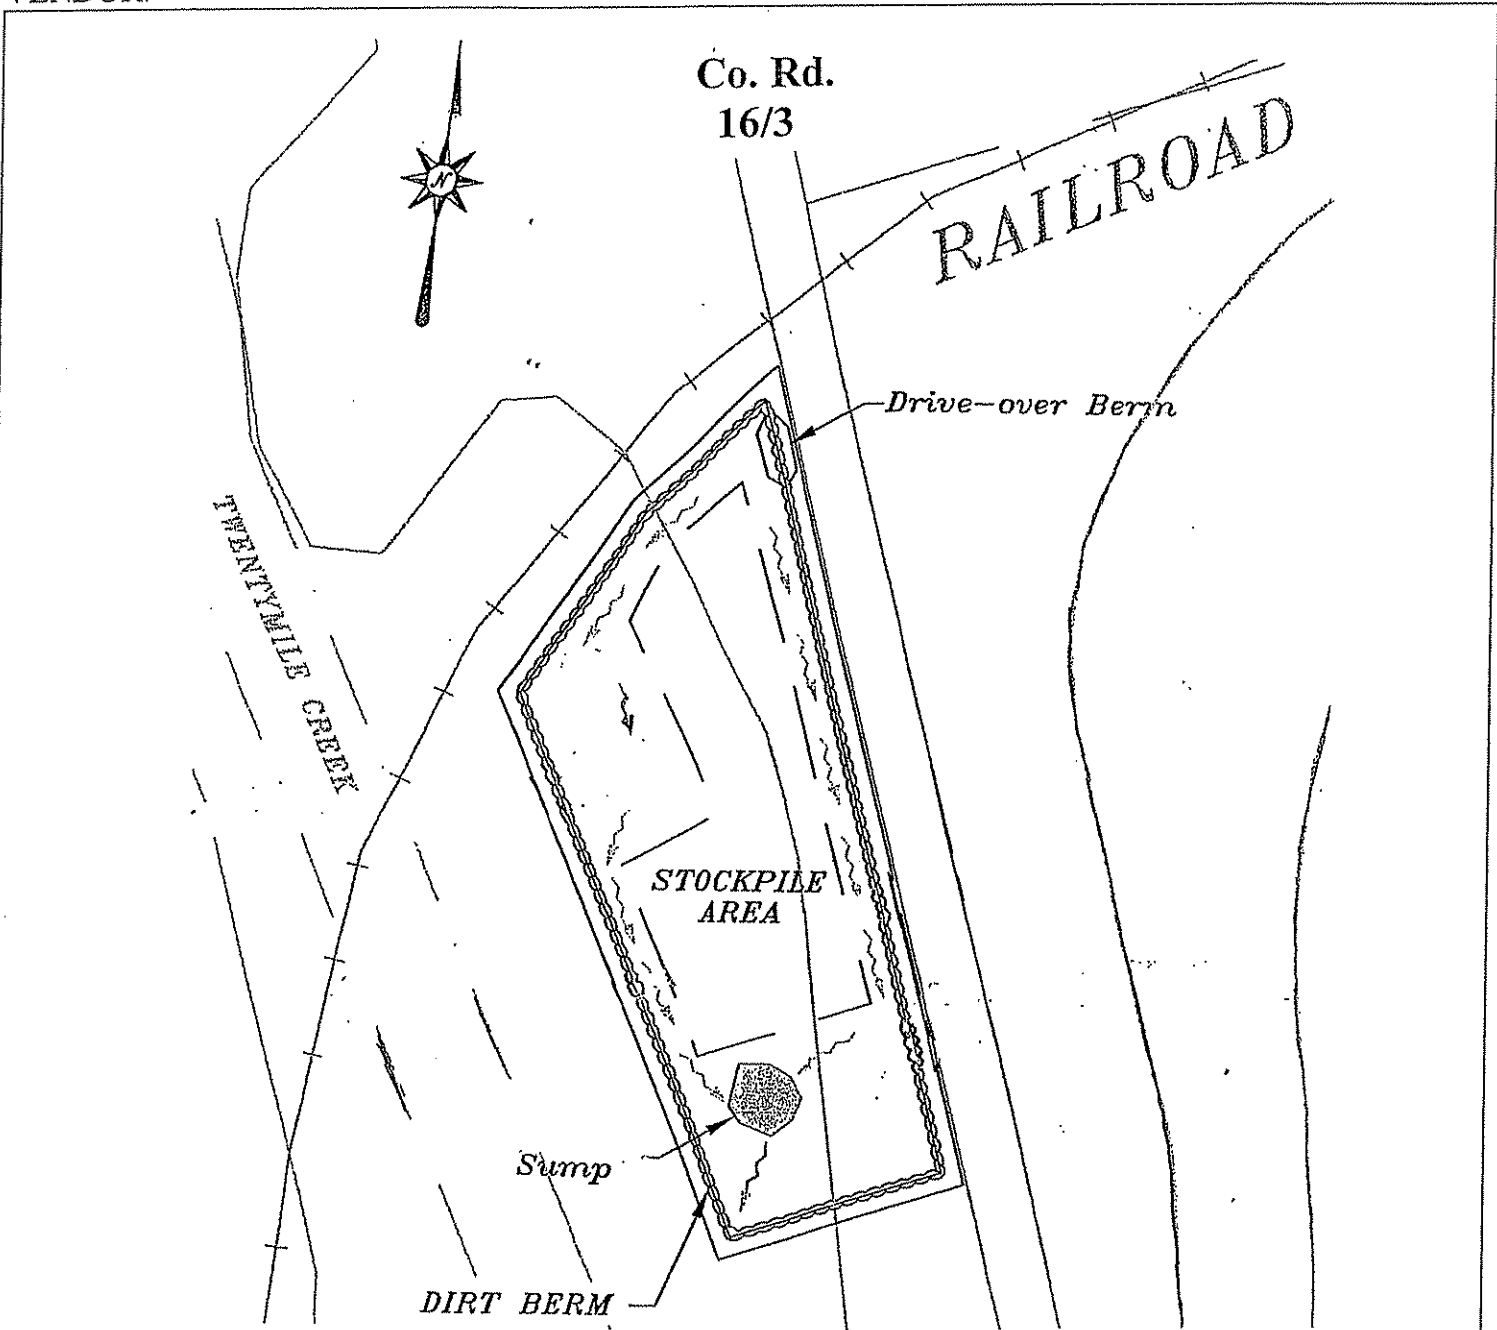 Co. Rd.
16/3
N
RAILROAD
Drive-over Berm
TWENTYMILE CREEK
STOCKPILE
AREA
Sump
DIRT BERM